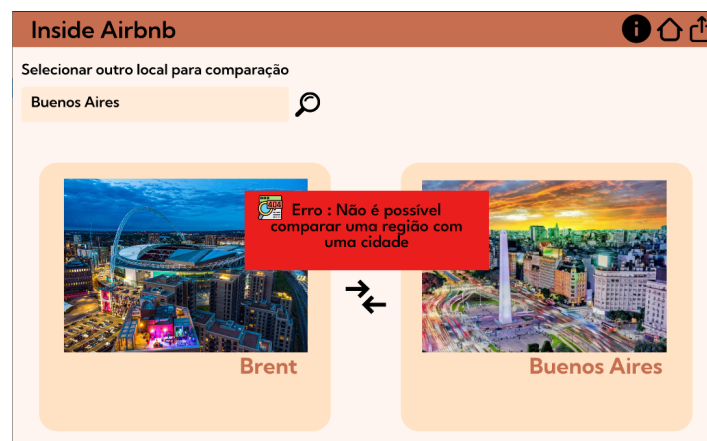 Inside Airbnb
Selecionar outro local para comparação
Buenos Aires
Erro : Não é possível
comparar uma região com
uma cidade
Brent
Buenos Aires